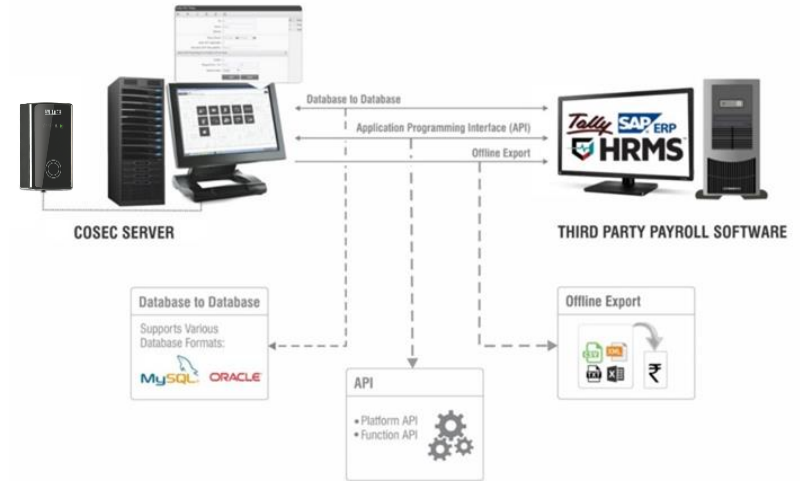 Database to Database
Application Programming Interface (API)
Offline Export
Tally SAP ERP
HRMS
COSEC SERVER
THIRD PARTY PAYROLL SOFTWARE
Database to Database
Supports Various
Database Formats:
MySQL ORACLE
API
• Platform API
• Function API
Offline Export
CSV XML
TXT X
₹